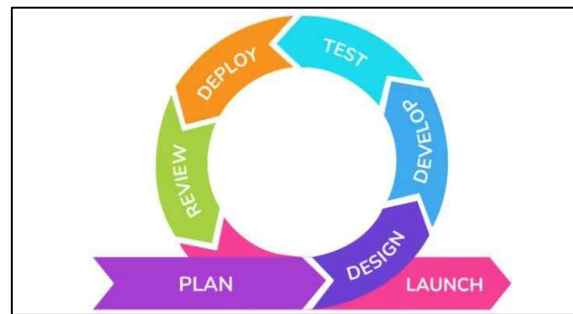 PLAN
DESIGN
DEVELOP
TEST
DEPLOY
REVIEW
LAUNCH